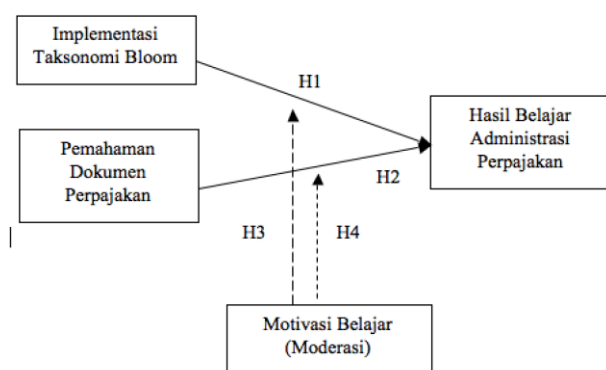 Implementasi
Taksonomi Bloom
H1
Hasil Belajar
Administrasi
Perpajakan
Pemahaman
Dokumen
Perpajakan
H2
H3
H4
Motivasi Belajar
(Moderasi)